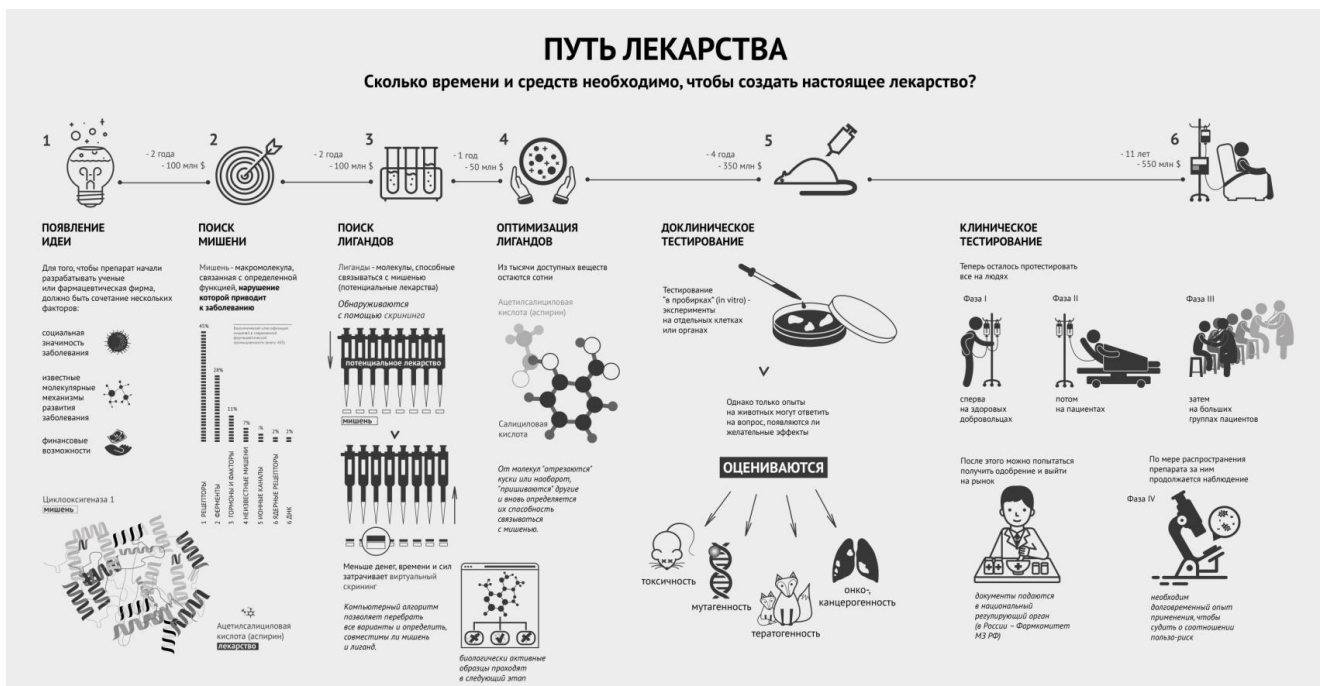 ПУТЬ ЛЕКАРСТВА
Сколько времени и средств необходимо, чтобы создать настоящее лекарство?
1
- 2 года
- 100 млн $
2
- 2 года
- 100 млн $
3
- 1 год
- 50 млн $
4
- 4 года
- 350 млн $
5
- 11 лет
- 550 млн $
6
ПОЯВЛЕНИЕ
ИДЕИ
Для того, чтобы препарат начали
разрабатывать ученые
или фармацевтическая фирма,
должно быть сочетание нескольких
факторов:
социальная
значимость
заболевания
известные
молекулярные
механизмы
развития
заболевания
финансовые
возможности
Циклооксигеназа 1
мишень
Ацетилсалициловая
кислота (аспирин)
лекарство
ПОИСК
МИШЕНИ
Мишень - макромолекула,
связанная с определенной
функцией, нарушение
которой приводит
к заболеванию
45%
28%
11%
7%
2%
2%
1 РЕЦЕПТОРЫ
2 ФЕРМЕНТЫ
3 ГОРМОНЫ И ФАКТОРЫ
4 НЕИЗВЕСТНЫЕ МИШЕНИ
5 ИОННЫЕ КАНАЛЫ
6 ЯДЕРНЫЕ РЕЦЕПТОРЫ
6 ДНК
ПОИСК
ЛИГАНДОВ
Лиганды - молекулы, способные
связываться с мишенью
(потенциальные лекарства)
Обнаруживаются
с помощью скрининга
потенциальное лекарство
мишень
Меньше денег, времени и сил
затрачивает виртуальный
скрининг
Компьютерный алгоритм
позволяет перебрать
все варианты и определить,
совместимы ли мишень
и лиганд.
ОПТИМИЗАЦИЯ
ЛИГАНДОВ
Из тысячи доступных веществ
остаются сотни
Ацетилсалициловая
кислота (аспирин)
Салициловая
кислота
От молекул "отрезаются"
куски или наоборот,
"пришиваются" другие
и вновь определяется
их способность
связываться
с мишенью.
биологически активные
образцы проходят
в следующий этап
ДОКЛИНИЧЕСКОЕ
ТЕСТИРОВАНИЕ
Тестирование
"в пробирках" (in vitro) -
эксперименты
на отдельных клетках
или органах
Однако только опыты
на животных могут ответить
на вопрос, появляются ли
желательные эффекты
ОЦЕНИВАЮТСЯ
токсичность
мутагенность
тератогенность
онко-,
канцерогенность
КЛИНИЧЕСКОЕ
ТЕСТИРОВАНИЕ
Теперь осталось протестировать
все на людях
Фаза I
сперва
на здоровых
добровольцах
Фаза II
потом
на пациентах
Фаза III
затем
на больших
группах пациентов
После этого можно попытаться
получить одобрение и выйти
на рынок
документы подаются
в национальный
регулирующий орган
(в России – Фармкомитет
МЗ РФ)
По мере распространения
препарата за ним
продолжается наблюдение
Фаза IV
необходим
долговременный опыт
применения, чтобы
судить о соотношении
польза-риск